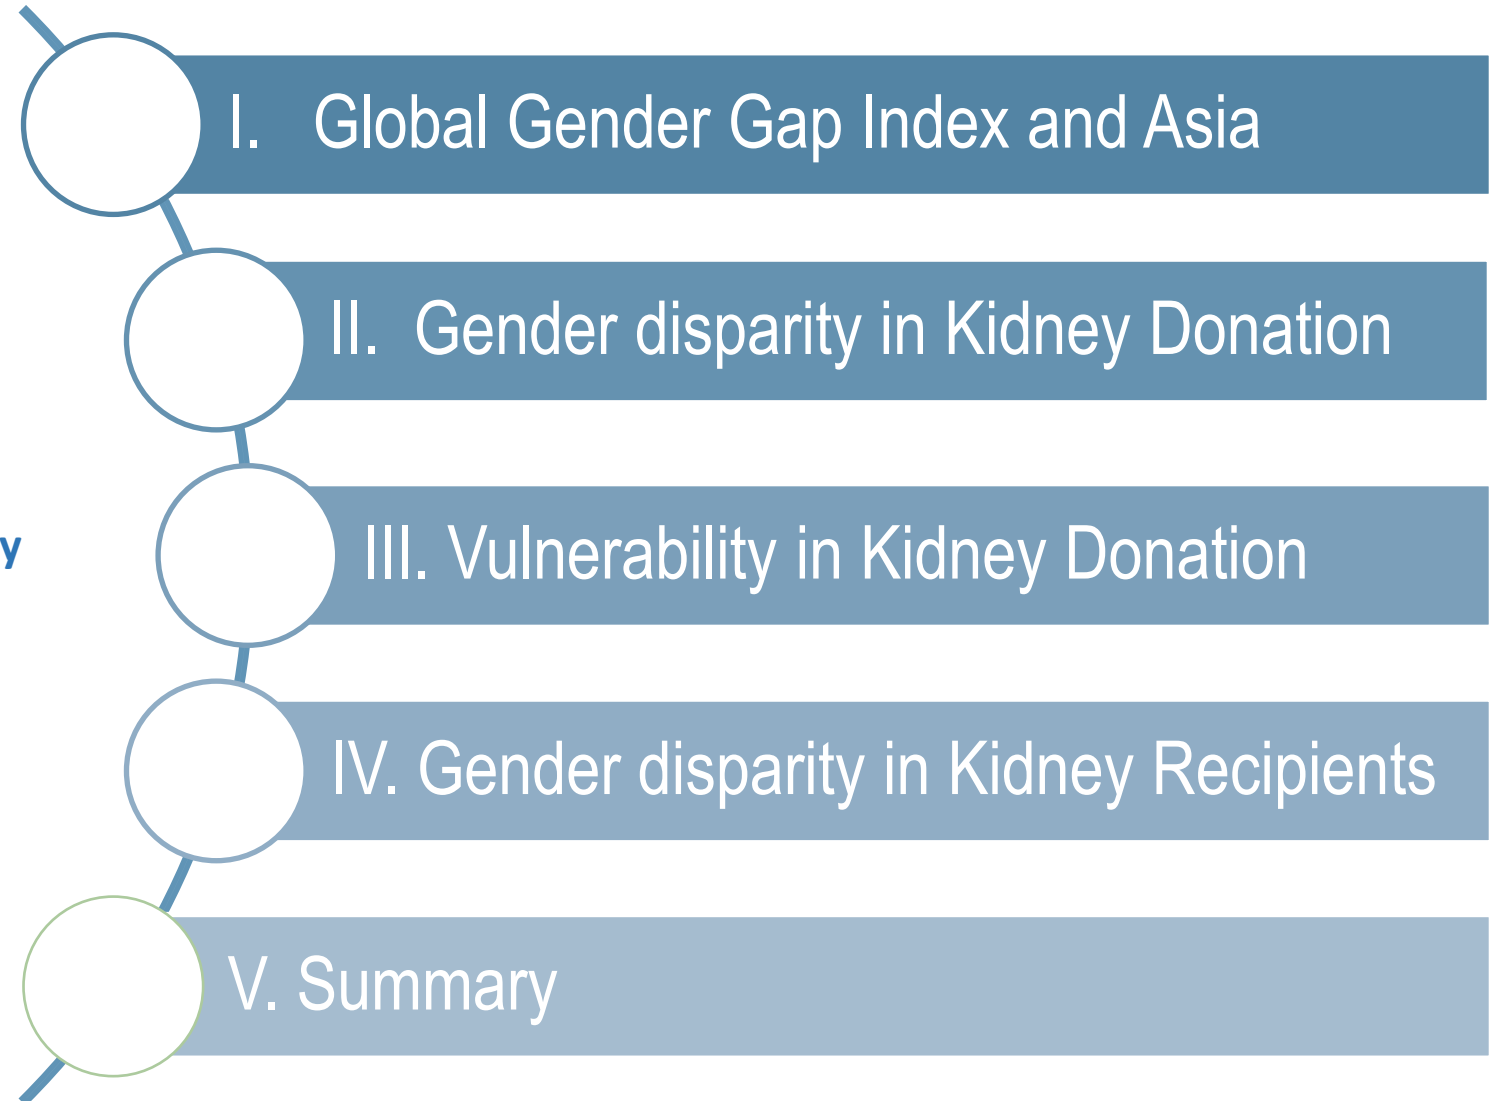 I. Global Gender Gap Index and Asia
II. Gender disparity in Kidney Donation
y
III. Vulnerability in Kidney Donation
IV. Gender disparity in Kidney Recipients
V. Summary